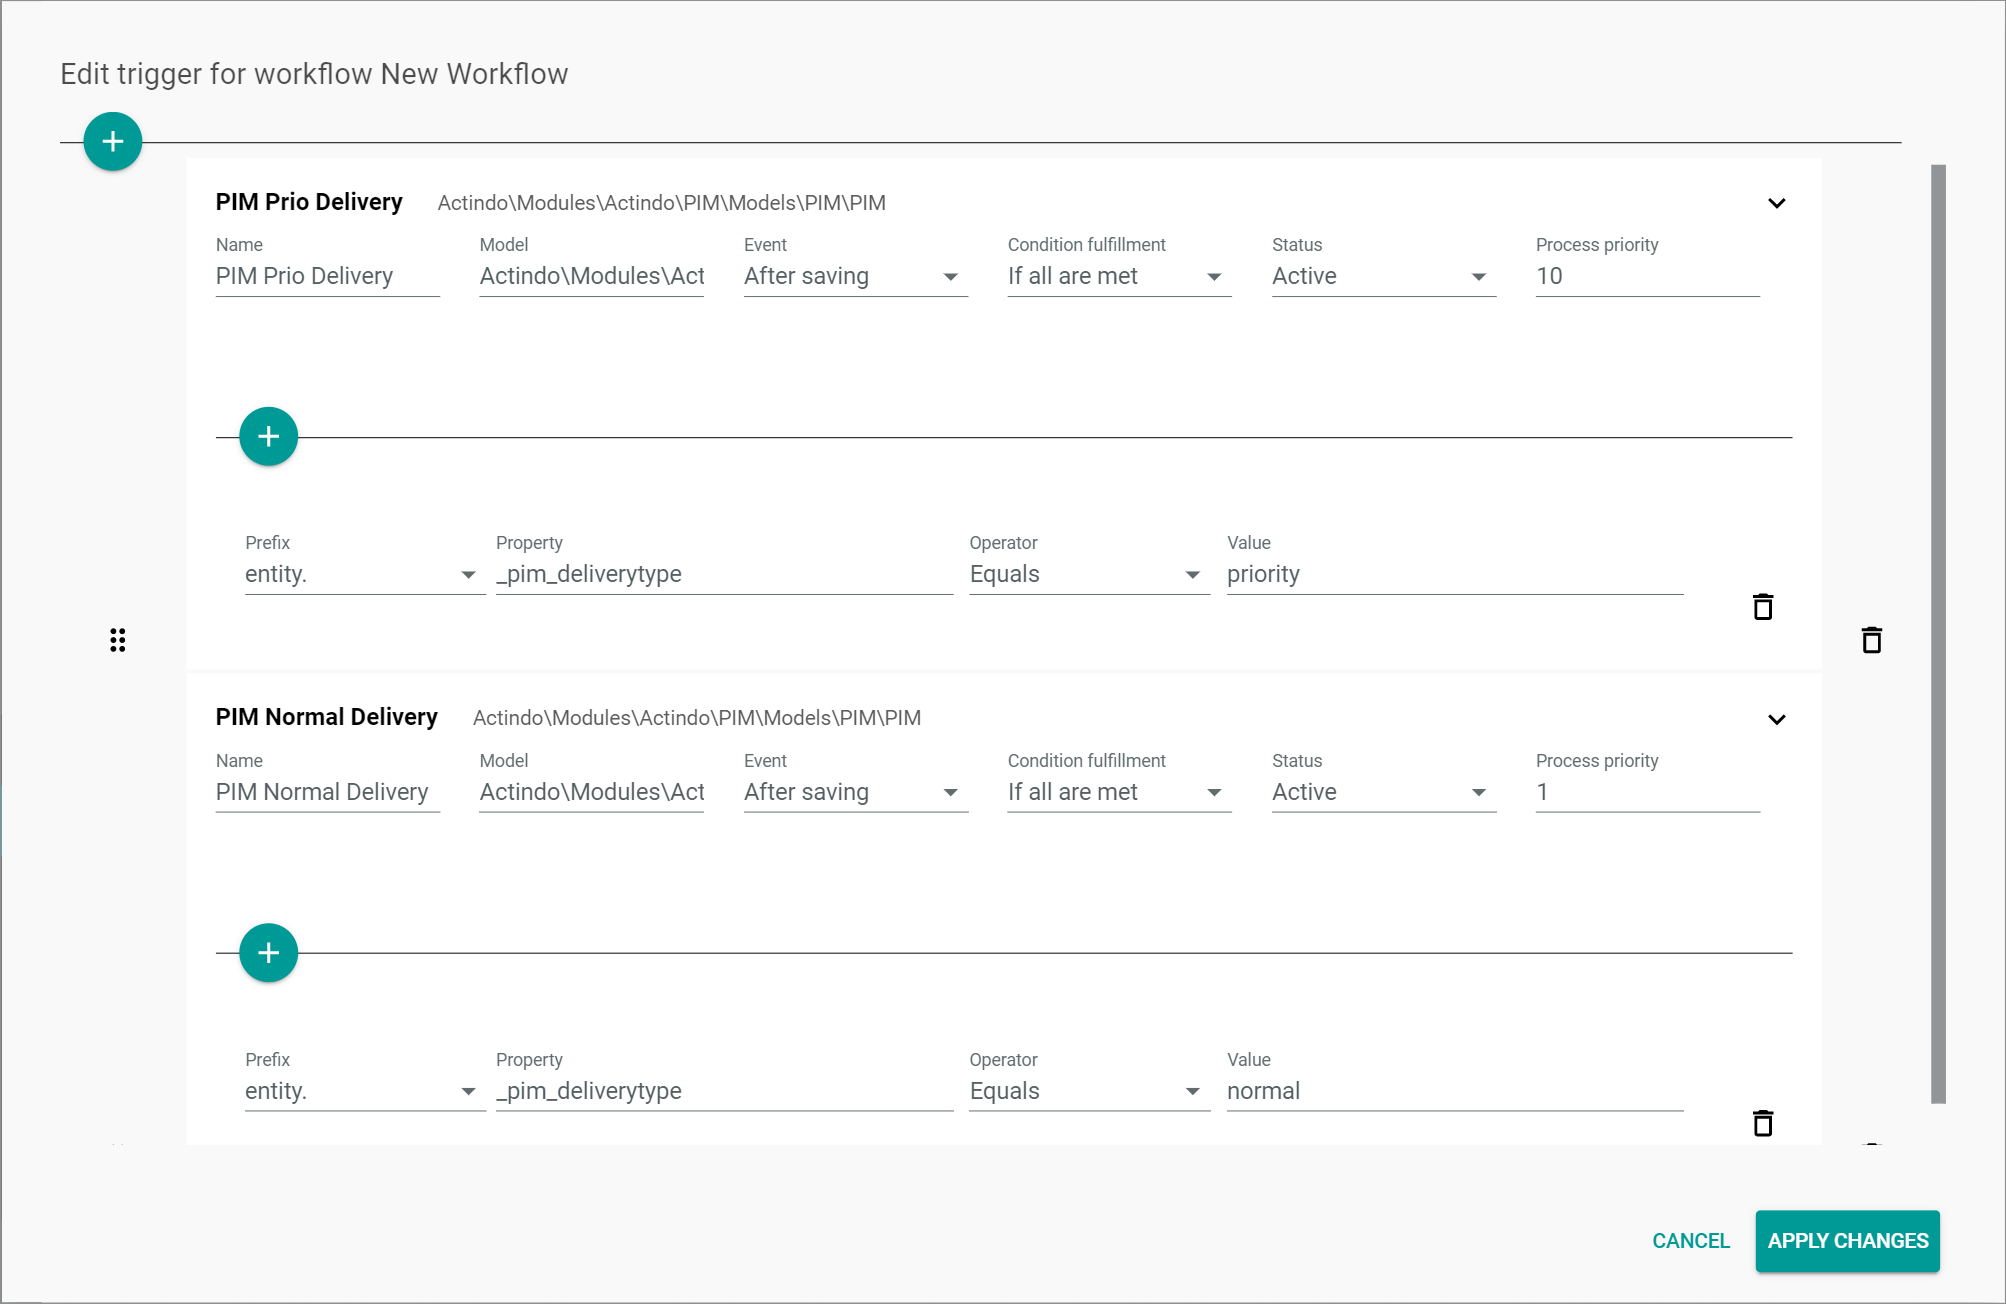 Edit trigger for workflow New Workflow
PIM Prio Delivery Actindo\Modules\Actindo\PIM\Models\PIM\PIM
Name Model Event Condition fulfillment Status Process priority
PIM Prio Delivery Actindo\Modules\Act After saving If all are met Active 10
Prefix Property Operator Value
entity. _pim_deliverytype Equals priority
PIM Normal Delivery Actindo\Modules\Actindo\PIM\Models\PIM\PIM
Name Model Event Condition fulfillment Status Process priority
PIM Normal Delivery Actindo\Modules\Act After saving If all are met Active 1
Prefix Property Operator Value
entity. _pim_deliverytype Equals normal
CANCEL APPLY CHANGES